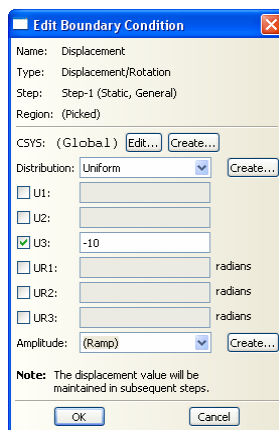 Edit Boundary Condition
Name: Displacement
Type: Displacement/Rotation
Step: Step-1 (Static, General)
Region: (Picked)
CSYS: (Global) Edit... Create...
Distribution: Uniform Create...
U1:
U2:
U3: -10
UR1: radians
UR2: radians
UR3: radians
Amplitude: (Ramp) Create...
Note: The displacement value will be
maintained in subsequent steps.
OK Cancel